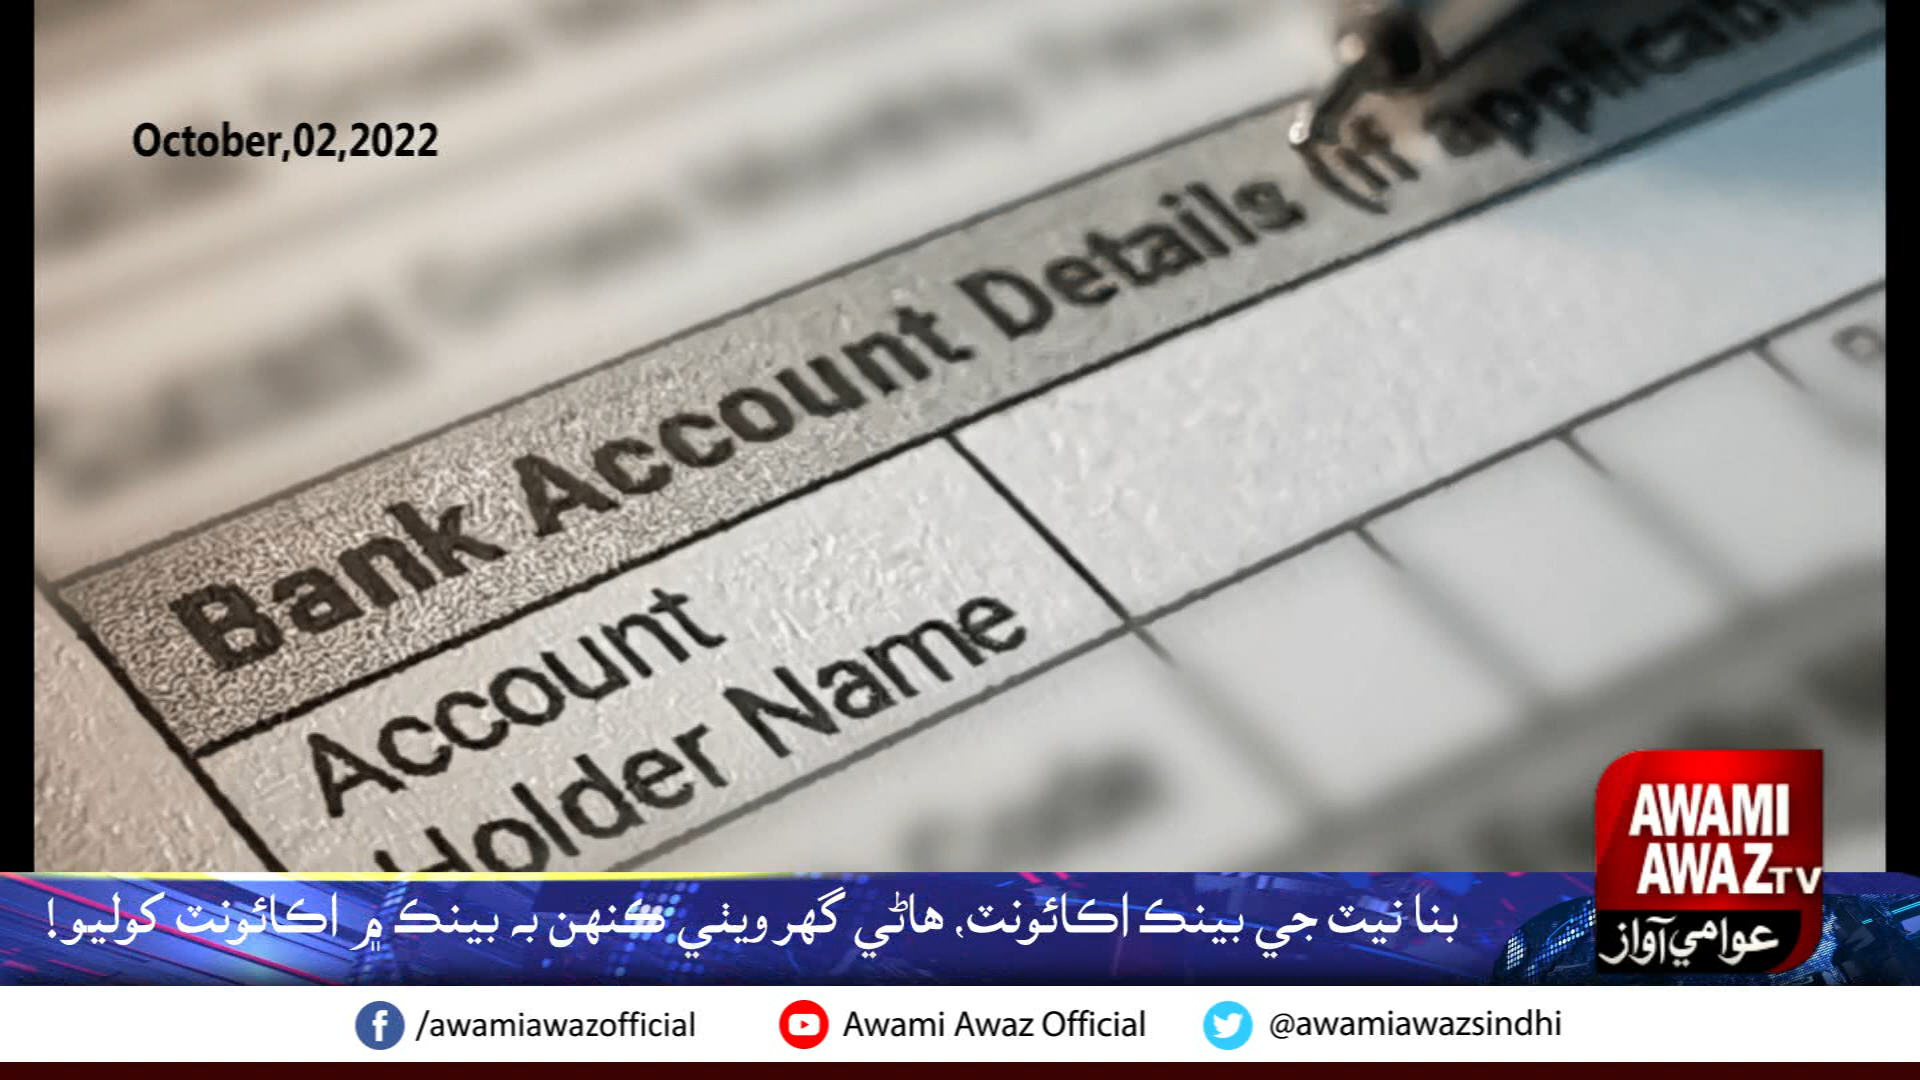 October,02,2022
Bank Account Details (if applicable
Account
Holder Name
AWAMI
AWAZ TV
عوامي آواز
بنا نيٽ جي بينڪ اڪائونٽ، هاڻي گهر ويٺي ڪنهن به بينڪ ۾ اڪائونٽ کوليو!
/awamiawazofficial
Awami Awaz Official
@awamiawazsindhi